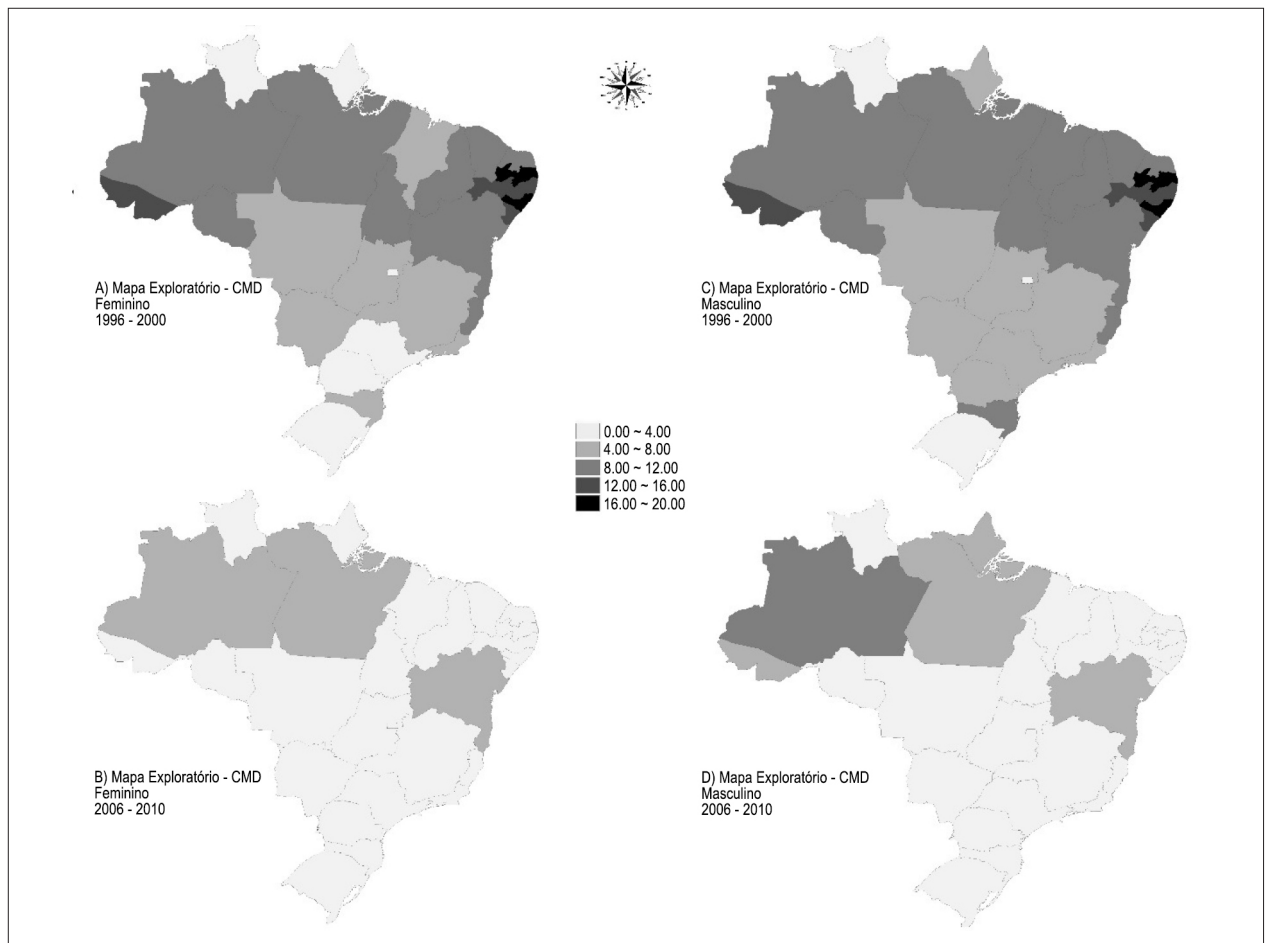 A) Mapa Exploratório - CMD
Feminino
1996 - 2000
C) Mapa Exploratório - CMD
Masculino
1996 - 2000
0.00 ~ 4.00
4.00 ~ 8.00
8.00 ~ 12.00
12.00 ~ 16.00
16.00 ~ 20.00
B) Mapa Exploratório - CMD
Feminino
2006 - 2010
D) Mapa Exploratório - CMD
Masculino
2006 - 2010